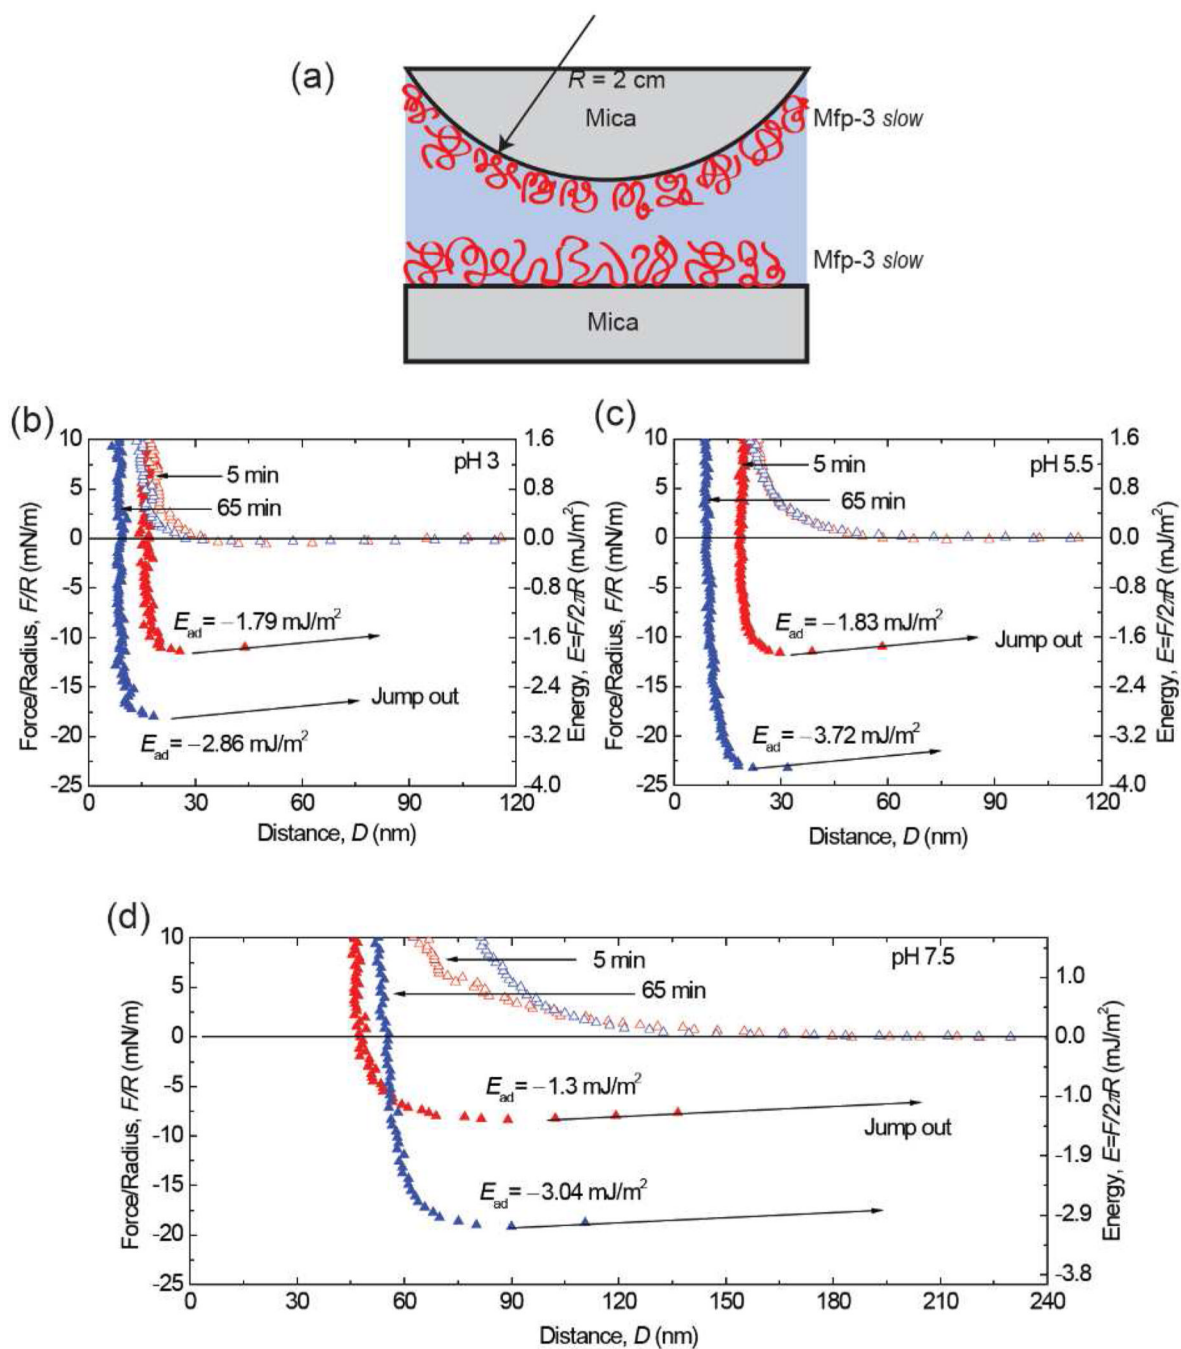 (a)
R = 2 cm
Mica
Mfp-3 slow
Mfp-3 slow
Mica
(b)
pH 3
5 min
65 min
E_ad = −1.79 mJ/m²
Jump out
E_ad = −2.86 mJ/m²
Force/Radius, F/R (mN/m)
10
5
0
-5
-10
-15
-20
-25
Energy, E=F/2πR (mJ/m²)
1.6
0.8
0.0
-0.8
-1.6
-2.4
-3.2
-4.0
0 30 60 90 120
Distance, D (nm)
(c)
pH 5.5
5 min
65 min
E_ad = −1.83 mJ/m²
Jump out
E_ad = −3.72 mJ/m²
Force/Radius, F/R (mN/m)
10
5
0
-5
-10
-15
-20
-25
Energy, E=F/2πR (mJ/m²)
1.6
0.8
0.0
-0.8
-1.6
-2.4
-3.2
-4.0
0 30 60 90 120
Distance, D (nm)
(d)
pH 7.5
5 min
65 min
E_ad = −1.3 mJ/m²
Jump out
E_ad = −3.04 mJ/m²
Force/Radius, F/R (mN/m)
10
5
0
-5
-10
-15
-20
-25
Energy, E=F/2πR (mJ/m²)
1.0
0.0
-1.0
-1.9
-2.9
-3.8
0 30 60 90 120 150 180 210 240
Distance, D (nm)